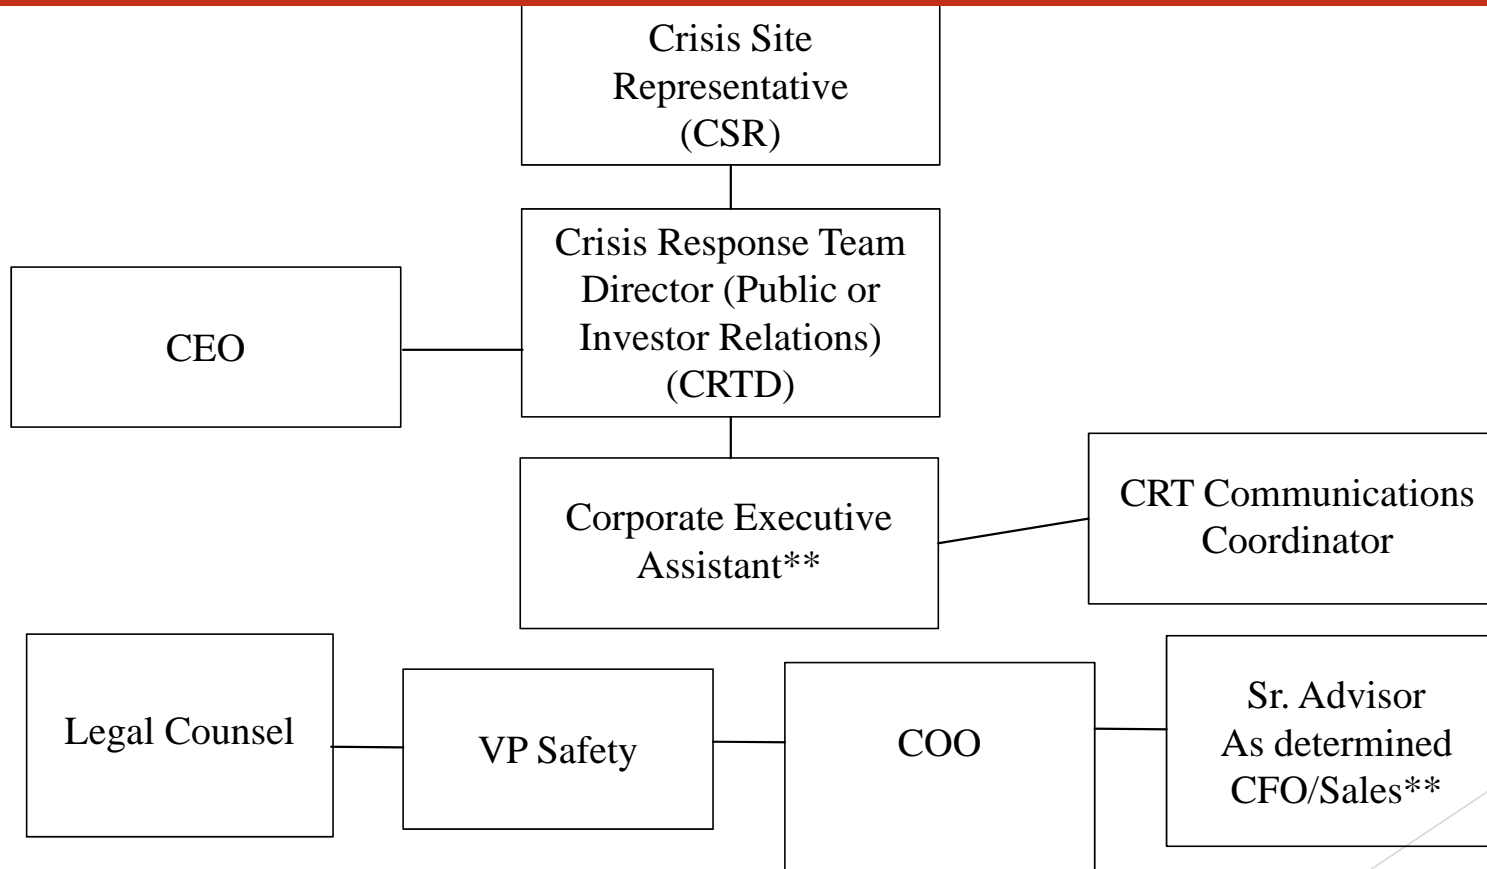 Crisis Site
Representative
(CSR)
Crisis Response Team
Director (Public or
Investor Relations)
(CRTD)
CEO
Corporate Executive
Assistant**
CRT Communications
Coordinator
Legal Counsel
VP Safety
COO
Sr. Advisor
As determined
CFO/Sales**